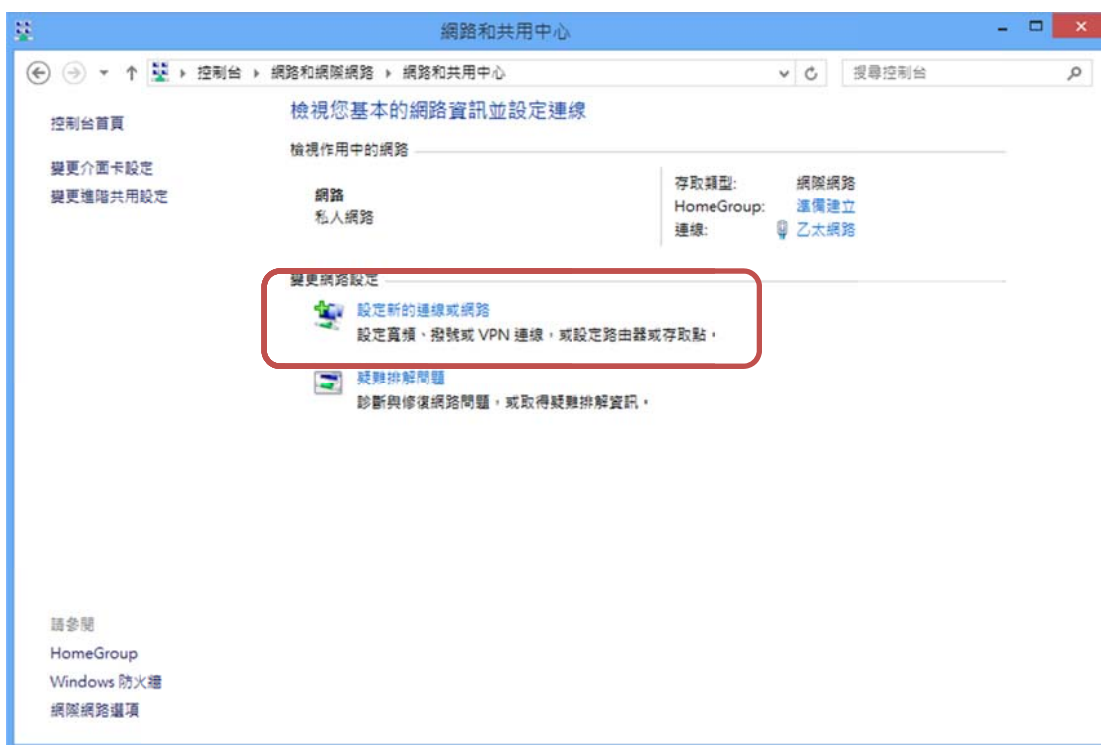 網路和共用中心
控制台 網路和網際網路 網路和共用中心
搜尋控制台
控制台首頁
變更介面卡設定
變更進階共用設定
檢視您基本的網路資訊並設定連線
檢視作用中的網路
網路
私人網路
存取類型: 網際網路
HomeGroup: 準備建立
連線: 乙太網路
變更網路設定
設定新的連線或網路
設定寬頻、撥號或 VPN 連線，或設定路由器或存取點。
疑難排解問題
診斷與修復網路問題，或取得疑難排解資訊。
請參閱
HomeGroup
Windows 防火牆
網際網路選項